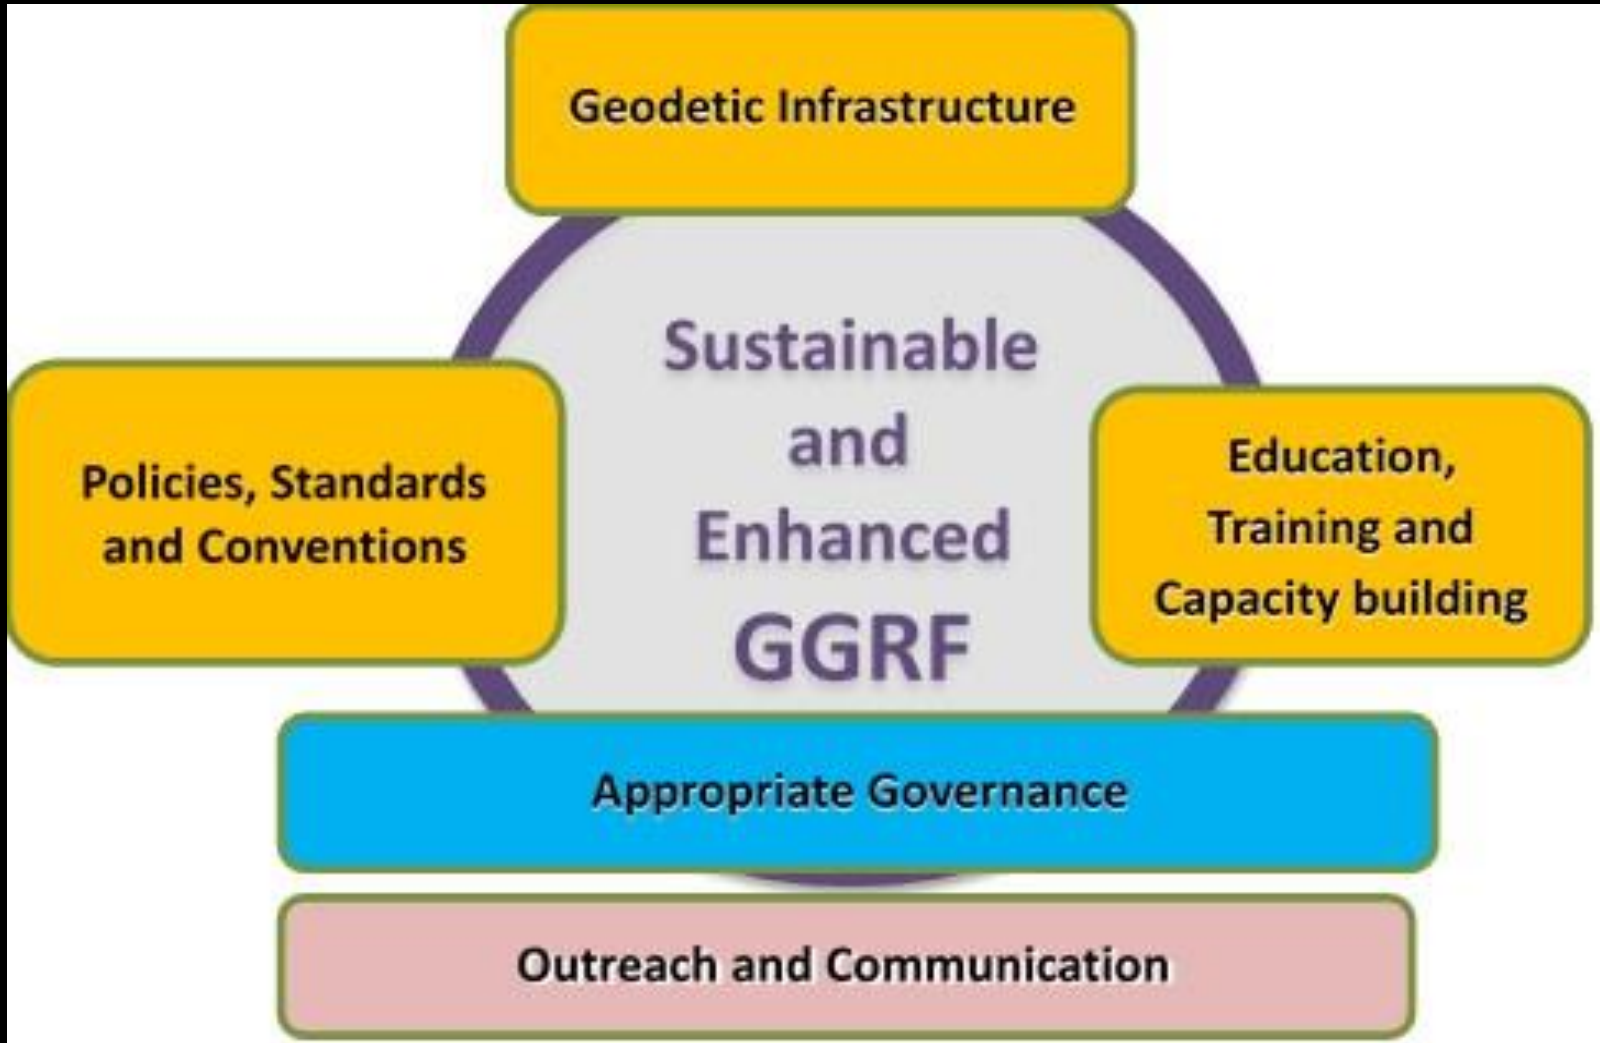 Geodetic Infrastructure
Sustainable
and
Enhanced
GGRF
Policies, Standards
and Conventions
Education,
Training and
Capacity building
Appropriate Governance
Outreach and Communication